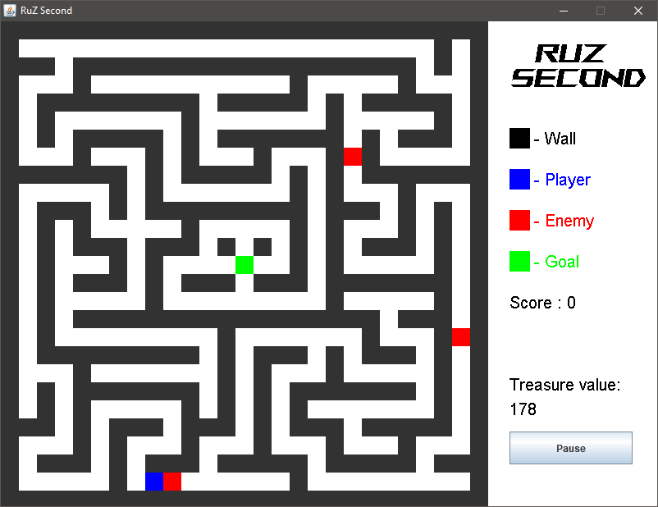 RuZ Second
RUZ
SECOND
- Wall
- Player
- Enemy
- Goal
Score : 0
Treasure value:
178
Pause